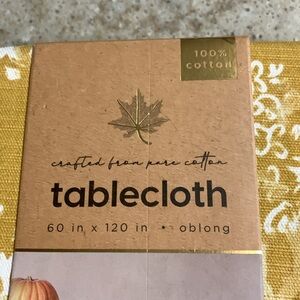 100%
cotton
crafted from pure cotton
tablecloth
60 in x 120 in • oblong